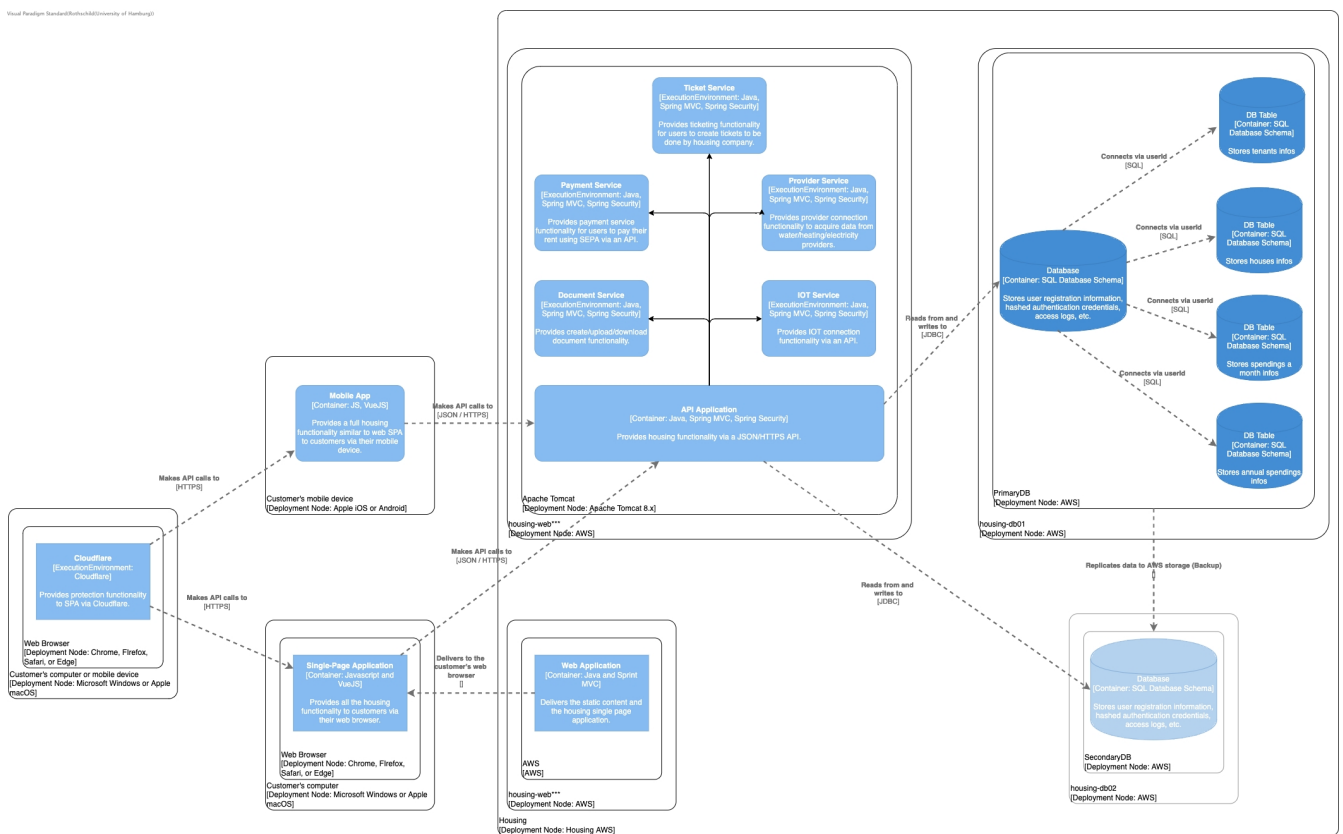 Visual Paradigm Standard(Rothschild(University of Hamburg))
Ticket Service
[ExecutionEnvironment: Java,
Spring MVC, Spring Security]
Provides ticketing functionality
for users to create tickets to be
done by housing company.
Payment Service
[ExecutionEnvironment: Java,
Spring MVC, Spring Security]
Provides payment service
functionality for users to pay their
rent using SEPA via an API.
Provider Service
[ExecutionEnvironment: Java,
Spring MVC, Spring Security]
Provides provider connection
functionality to acquire data from
water/heating/electricity
providers.
Document Service
[ExecutionEnvironment: Java,
Spring MVC, Spring Security]
Provides create/upload/download
document functionality.
IOT Service
[ExecutionEnvironment: Java,
Spring MVC, Spring Security]
Provides IOT connection
functionality via an API.
API Application
[Container: Java, Spring MVC, Spring Security]
Provides housing functionality via a JSON/HTTPS API.
Apache Tomcat
[Deployment Node: Apache Tomcat 8.x]
housing-web***
[Deployment Node: AWS]
Reads from and
writes to
[JDBC]
Database
[Container: SQL Database Schema]
Stores user registration information,
hashed authentication credentials,
access logs, etc.
Connects via userId
[SQL]
Connects via userId
[SQL]
Connects via userId
[SQL]
Connects via userId
[SQL]
DB Table
[Container: SQL
Database Schema]
Stores tenants infos
DB Table
[Container: SQL
Database Schema]
Stores houses infos
DB Table
[Container: SQL
Database Schema]
Stores spendings a
month infos
DB Table
[Container: SQL
Database Schema]
Stores annual spendings
infos
PrimaryDB
[Deployment Node: AWS]
housing-db01
[Deployment Node: AWS]
Mobile App
[Container: JS, VueJS]
Provides a full housing
functionality similar to web SPA
to customers via their mobile
device.
Customer's mobile device
[Deployment Node: Apple iOS or Android]
Makes API calls to
[JSON / HTTPS]
Makes API calls to
[HTTPS]
Cloudflare
[ExecutionEnvironment:
Cloudflare]
Provides protection functionality
to SPA via Cloudflare.
Web Browser
[Deployment Node: Chrome, FIrefox,
Safari, or Edge]
Customer's computer or mobile device
[Deployment Node: Microsoft Windows or Apple
macOS]
Makes API calls to
[HTTPS]
Makes API calls to
[JSON / HTTPS]
Single-Page Application
[Container: Javascript and
VueJS]
Provides all the housing
functionality to customers via
their web browser.
Web Browser
[Deployment Node: Chrome, FIrefox,
Safari, or Edge]
Customer's computer
[Deployment Node: Microsoft Windows or Apple
macOS]
Delivers to the
customer's web
browser
[]
Web Application
[Container: Java and Sprint
MVC]
Delivers the static content and
the housing single page
application.
AWS
[AWS]
housing-web***
[Deployment Node: AWS]
Housing
[Deployment Node: Housing AWS]
Reads from and
writes to
[JDBC]
Replicates data to AWS storage (Backup)
[]
Database
[Container: SQL Database Schema]
Stores user registration information,
hashed authentication credentials,
access logs, etc.
SecondaryDB
[Deployment Node: AWS]
housing-db02
[Deployment Node: AWS]